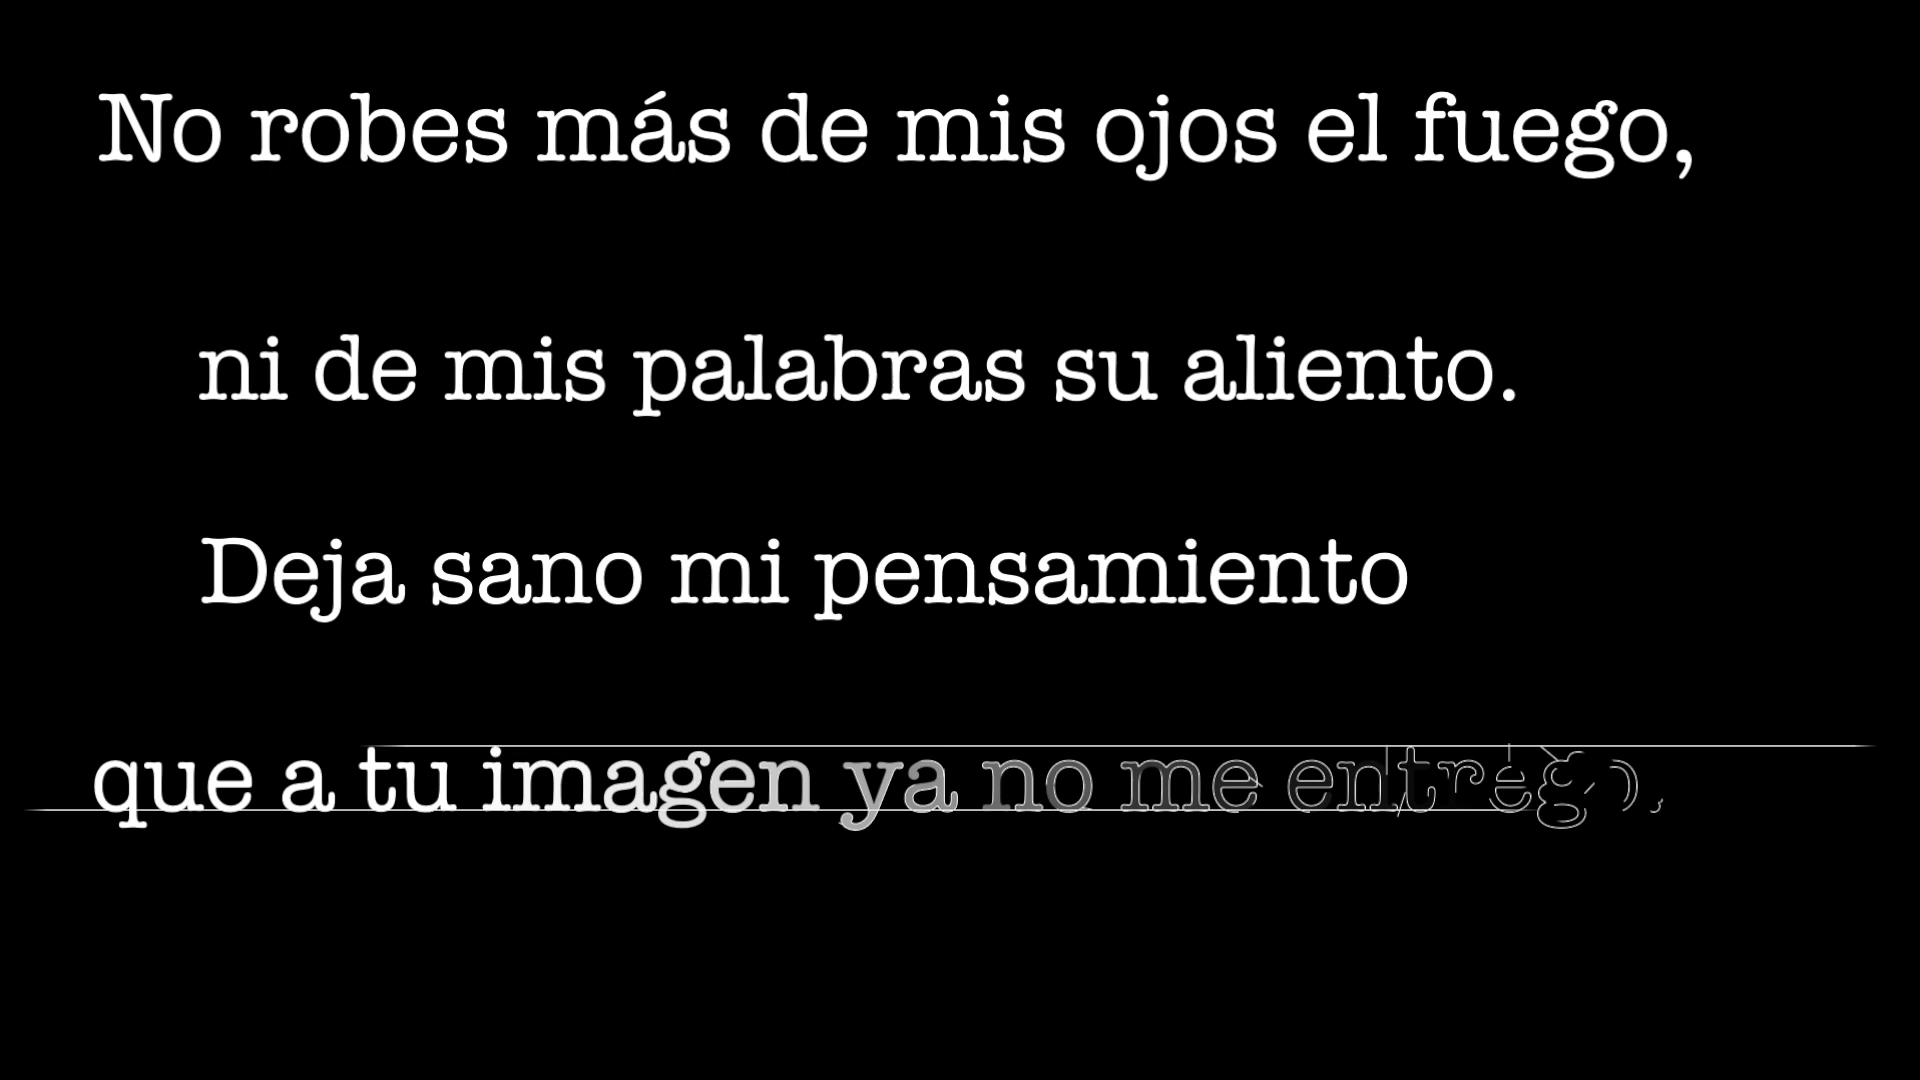 No robes más de mis ojos el fuego,
ni de mis palabras su aliento.
Deja sano mi pensamiento
que a tu imagen ya no me entrego.